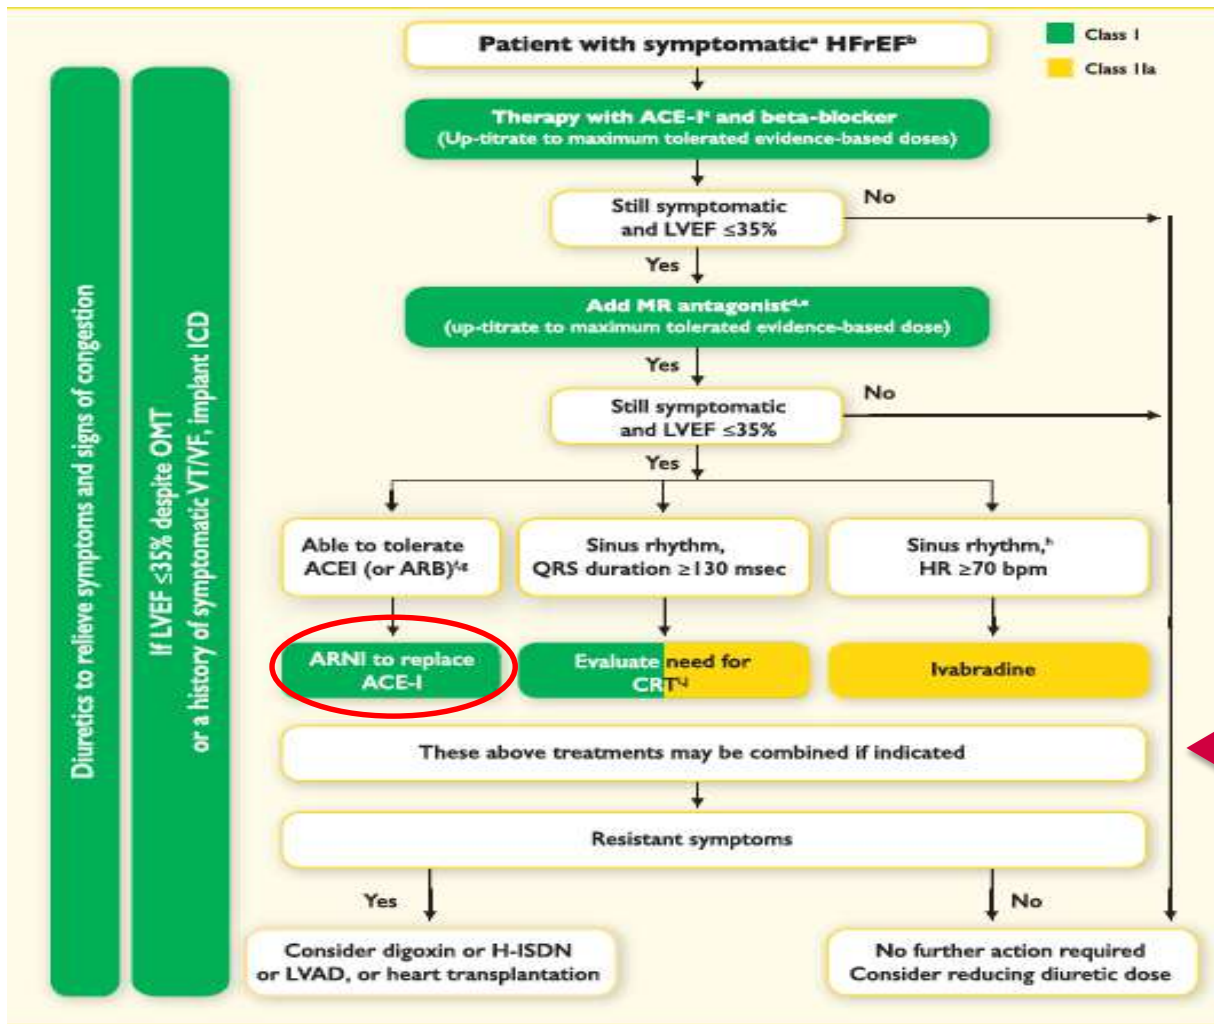 Patient with symptomaticᵃ HFrEFᵇ
Class I
Class IIa
Therapy with ACE-Iᶜ and beta-blocker
(Up-titrate to maximum tolerated evidence-based doses)
Still symptomatic
and LVEF ≤35%
No
Yes
Add MR antagonistᵈ,ᵉ
(up-titrate to maximum tolerated evidence-based dose)
Yes
Still symptomatic
and LVEF ≤35%
No
Yes
Able to tolerate
ACEI (or ARB)ᶠ,ᵍ
Sinus rhythm,
QRS duration ≥130 msec
Sinus rhythm,ʰ
HR ≥70 bpm
ARNI to replace
ACE-I
Evaluate need for
CRTⁱ,ʲ
Ivabradine
These above treatments may be combined if indicated
Resistant symptoms
Yes
No
Consider digoxin or H-ISDN
or LVAD, or heart transplantation
No further action required
Consider reducing diuretic dose
Diuretics to relieve symptoms and signs of congestion
If LVEF ≤35% despite OMT
or a history of symptomatic VT/VF, implant ICD